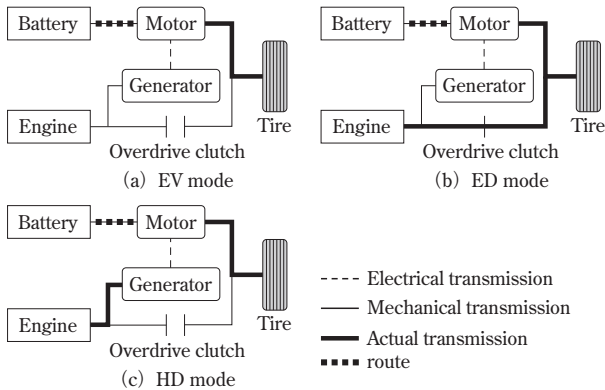 Battery
Motor
Generator
Engine
Tire
Overdrive clutch
(a) EV mode
Battery
Motor
Generator
Engine
Tire
Overdrive clutch
(b) ED mode
Battery
Motor
Generator
Engine
Tire
Overdrive clutch
(c) HD mode
Electrical transmission
Mechanical transmission
Actual transmission
route